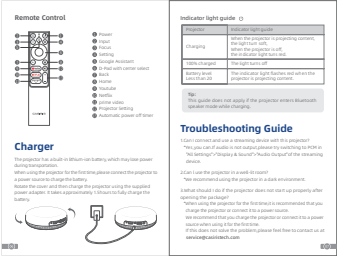 Remote Control
Power
Input
Focus
Setting
Google Assistant
D-Pad with center select
Back
Home
Youtube
Netflix
prime video
Projector Setting
Automatic power off timer
Charger
The projector has a built-in lithium-ion battery, which may lose power
during transportation.
When using the projector for the first time, please connect the projector to
a power source to charge the battery.
Rotate the cover and then charge the projector using the supplied
power adapter. It takes approximately 1.5 hours to fully charge the
battery.
Indicator light guide
Projector
Indicator light guide
Charging
When the projector is projecting content,
the light turn off,
When the projector is off,
the indicator light turn red.
100% charged
The light turns off
Battery level:
Less than 20
The indicator light flashes red when the
projector is projecting content.
Tip:
This guide does not apply if the projector enters Bluetooth
speaker mode while charging.
Troubleshooting Guide
1.Can I connect and use a streaming device with this projector?
*Yes, you can if audio is not output, please try switching to PCM in
"All Settings">"Display & Sound">"Audio Output" of the streaming
device.
2.Can I use the projector in a well-lit room?
*We recommend using the projector in a dark environment.
3.What should I do if the projector does not start up properly after
opening the package?
*When using the projector for the first time, it is recommended that you
charge the projector or connect it to a power source.
We recommend that you charge the projector or connect it to a power
when using it for the first time.
If this does not solve the problem, please feel free to contact us at